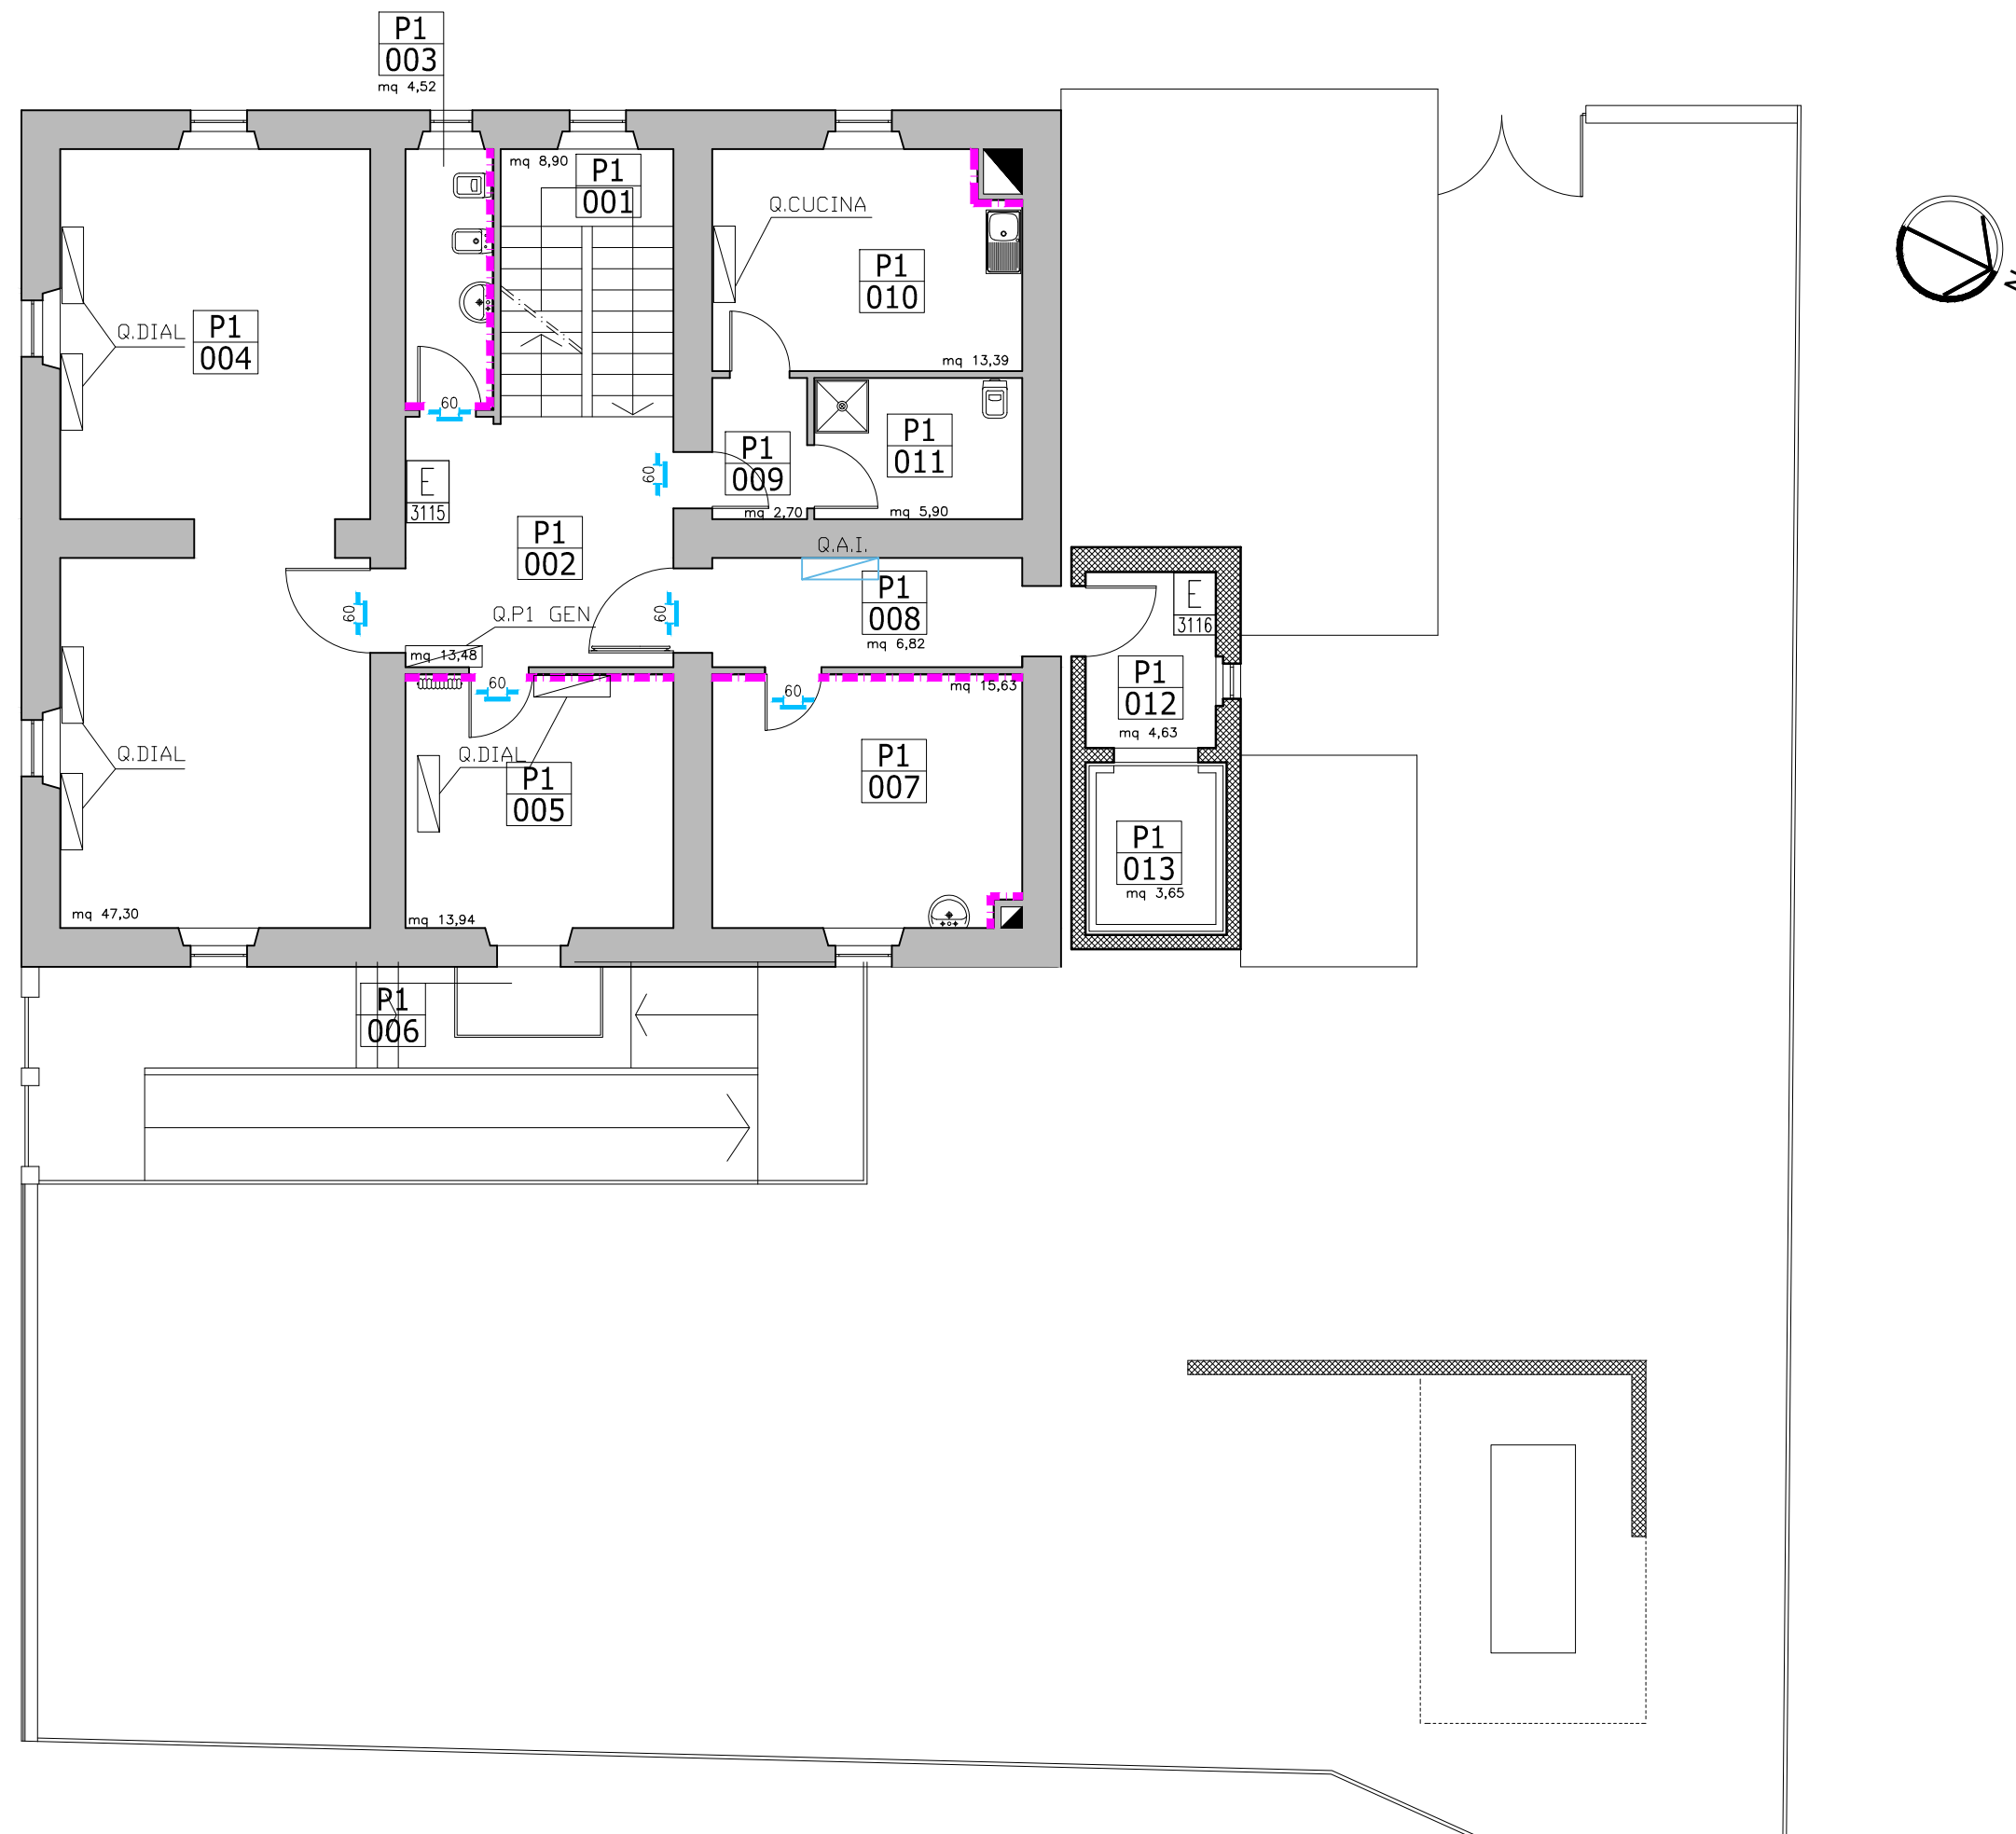 P1
003
mq 4,52
mq 8,90
P1
001
Q.CUCINA
P1
010
mq 13,39
Q.DIAL
P1
004
60
P1
011
mq 5,90
P1
009
mq 2,70
60
E
3115
P1
002
Q.A.I.
P1
008
mq 6,82
E
3116
60
Q.P1 GEN
60
mq 13,48
60
60
mq 15,63
P1
012
mq 4,63
Q.DIAL
Q.DIAL
P1
005
P1
007
P1
013
mq 3,65
mq 47,30
mq 13,94
P1
006
N